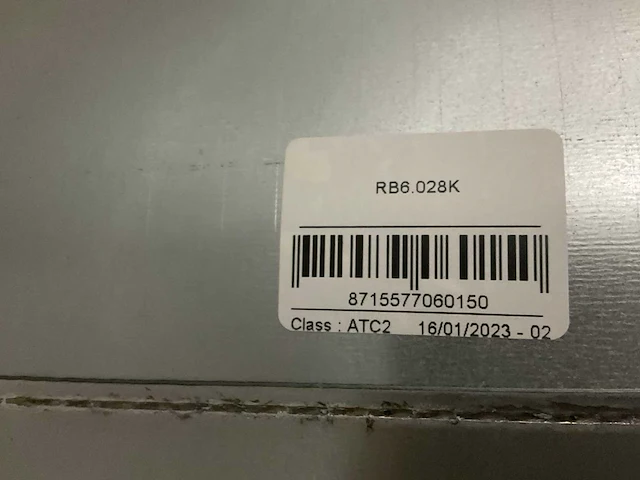 RB6.028K
8715577060150
Class : ATC2 16/01/2023 - 02